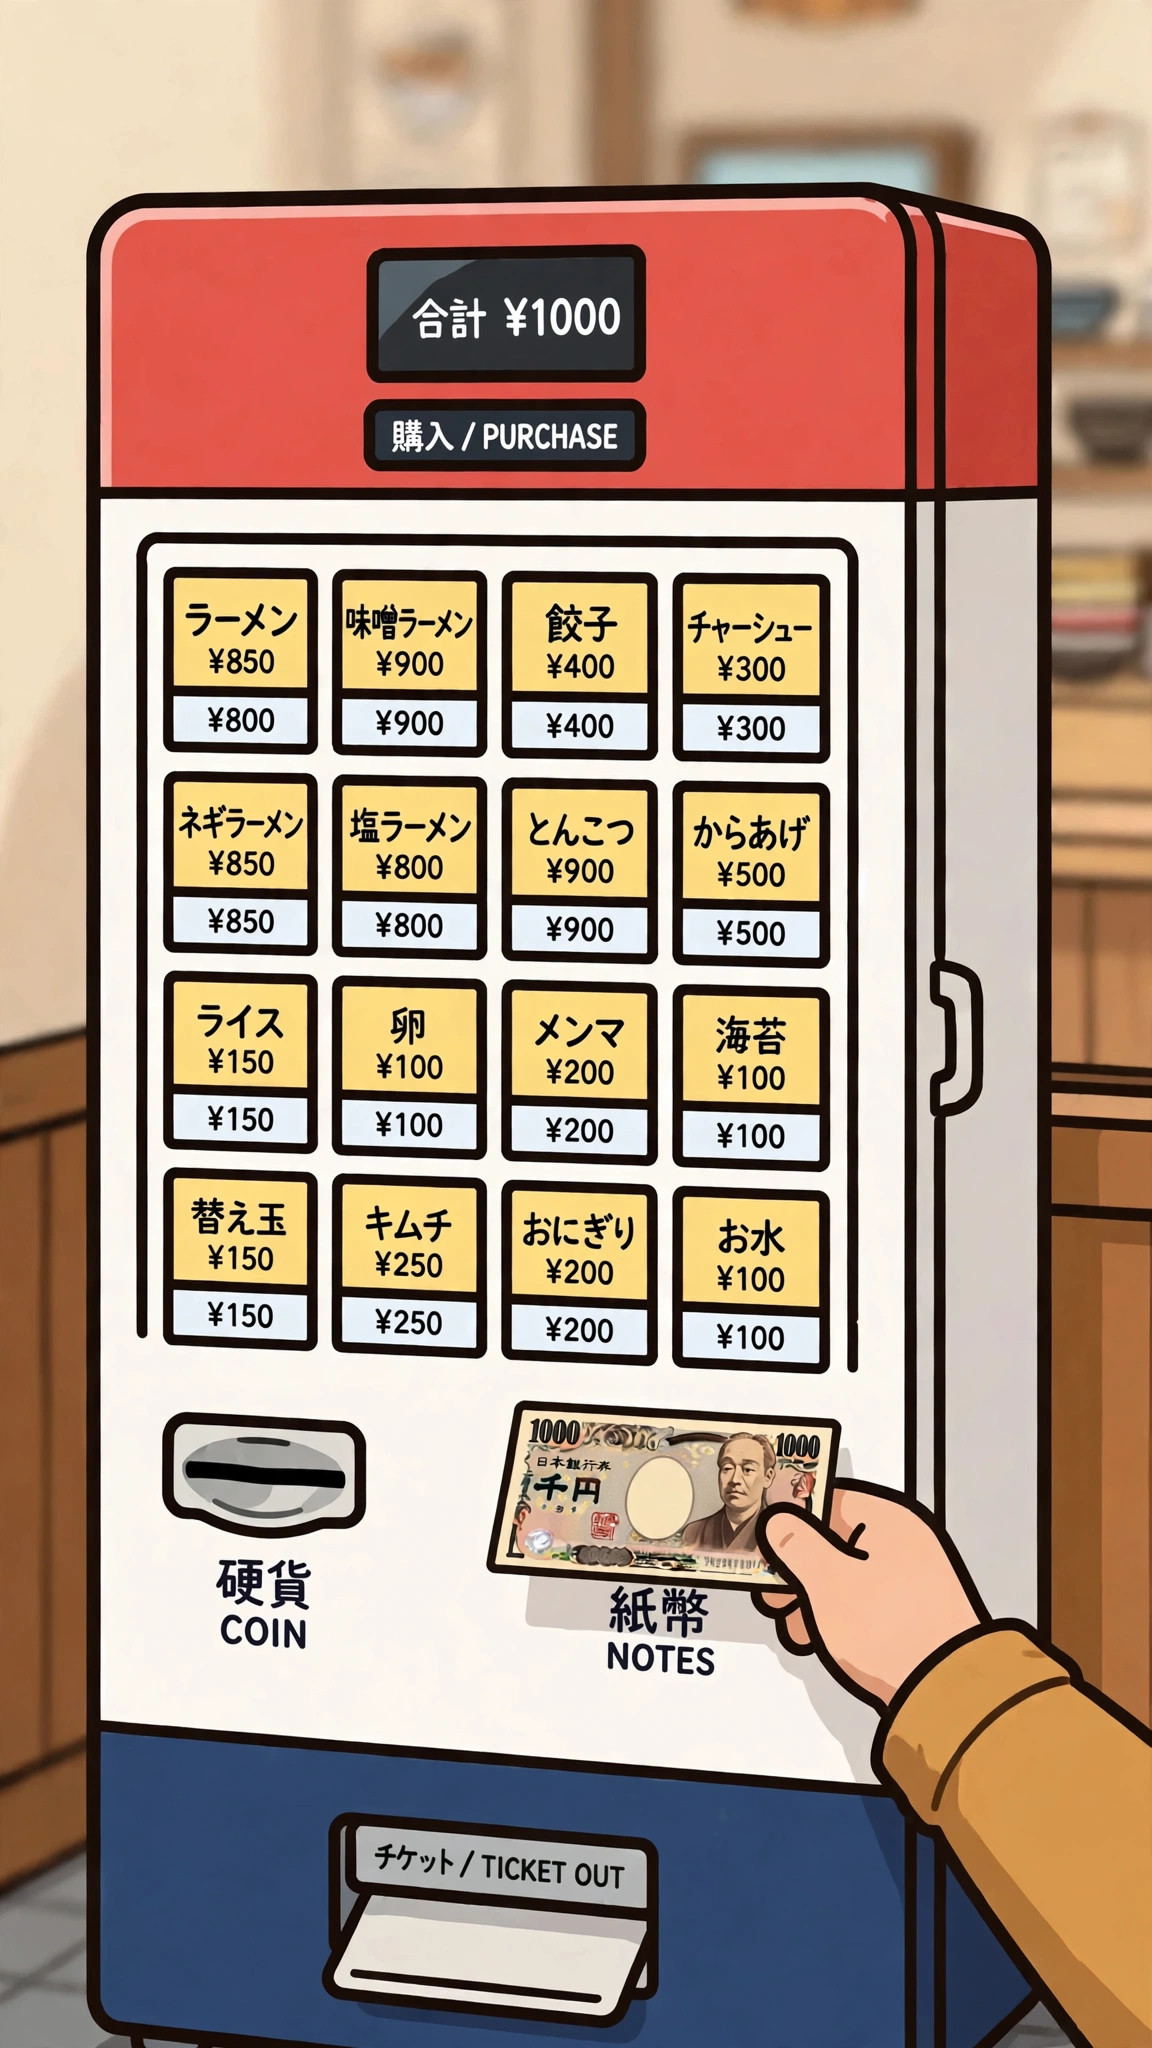 合計 ¥1000
購入 / PURCHASE
ラーメン
¥850
¥800
味噌ラーメン
¥900
¥900
餃子
¥400
¥400
チャーシュー
¥300
¥300
ネギラーメン
¥850
¥850
塩ラーメン
¥800
¥800
とんこつ
¥900
¥900
からあげ
¥500
¥500
ライス
¥150
¥150
卵
¥100
¥100
メンマ
¥200
¥200
海苔
¥100
¥100
替え玉
¥150
¥150
キムチ
¥250
¥250
おにぎり
¥200
¥200
お水
¥100
¥100
1000
1000
日本銀行券
千円
硬貨
COIN
紙幣
NOTES
チケット / TICKET OUT